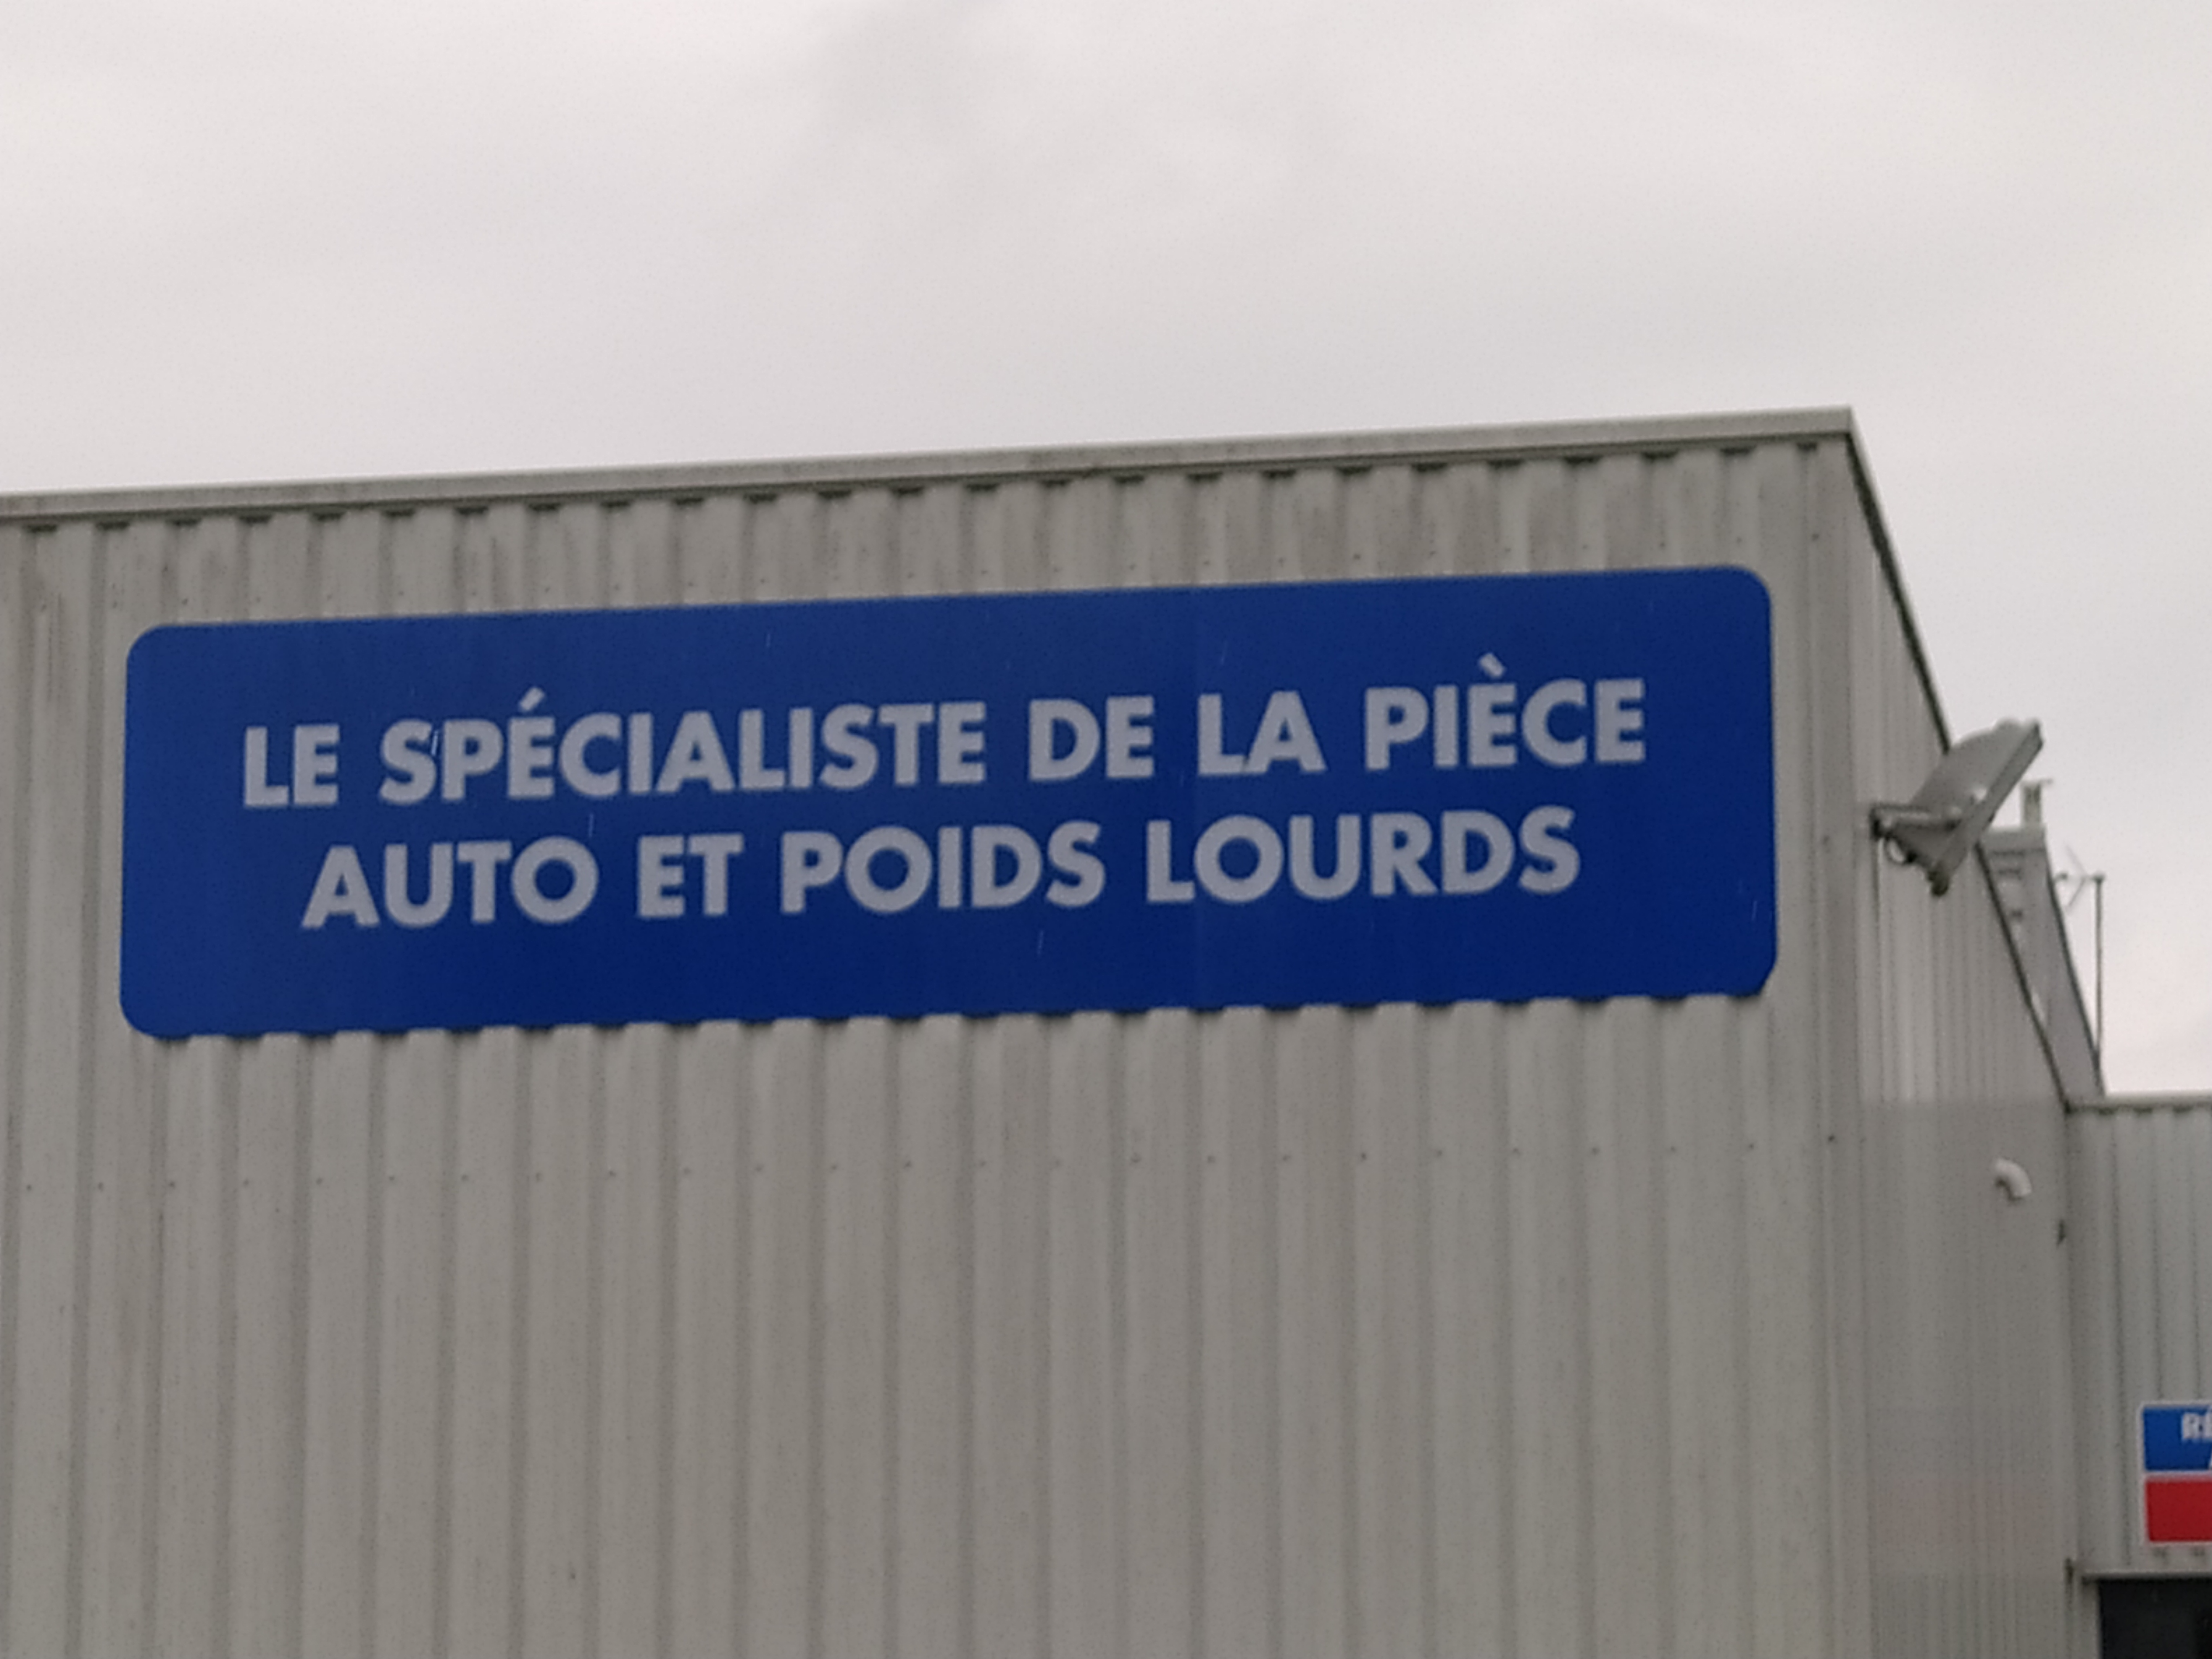 LE SPÉCIALISTE DE LA PIÈCE
AUTO ET POIDS LOURDS